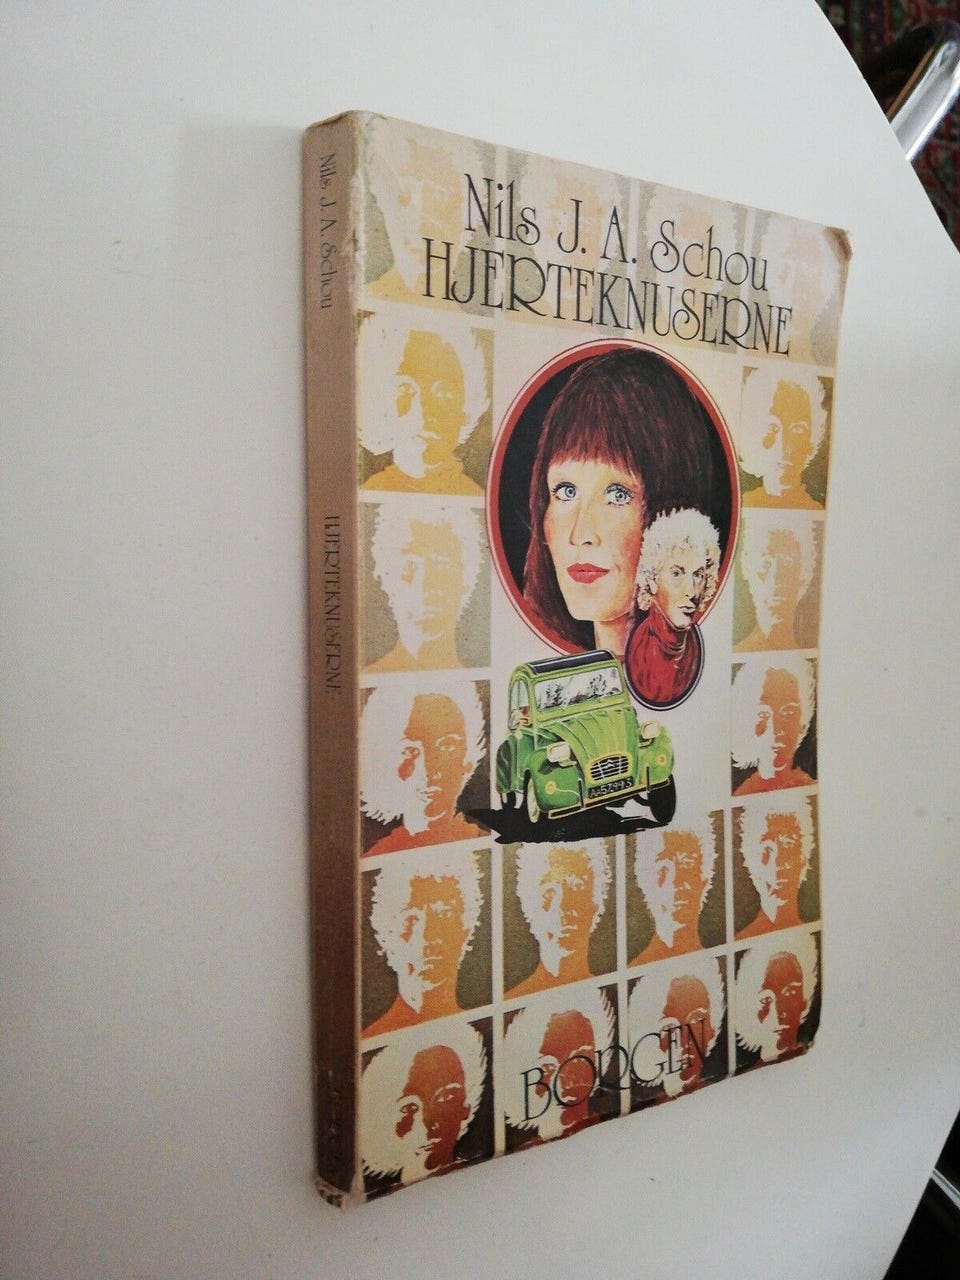 Nils J. A. Schou
HJERTEKNUSERNE
BORGEN
Nils J. A. Schou
HJERTEKNUSERNE